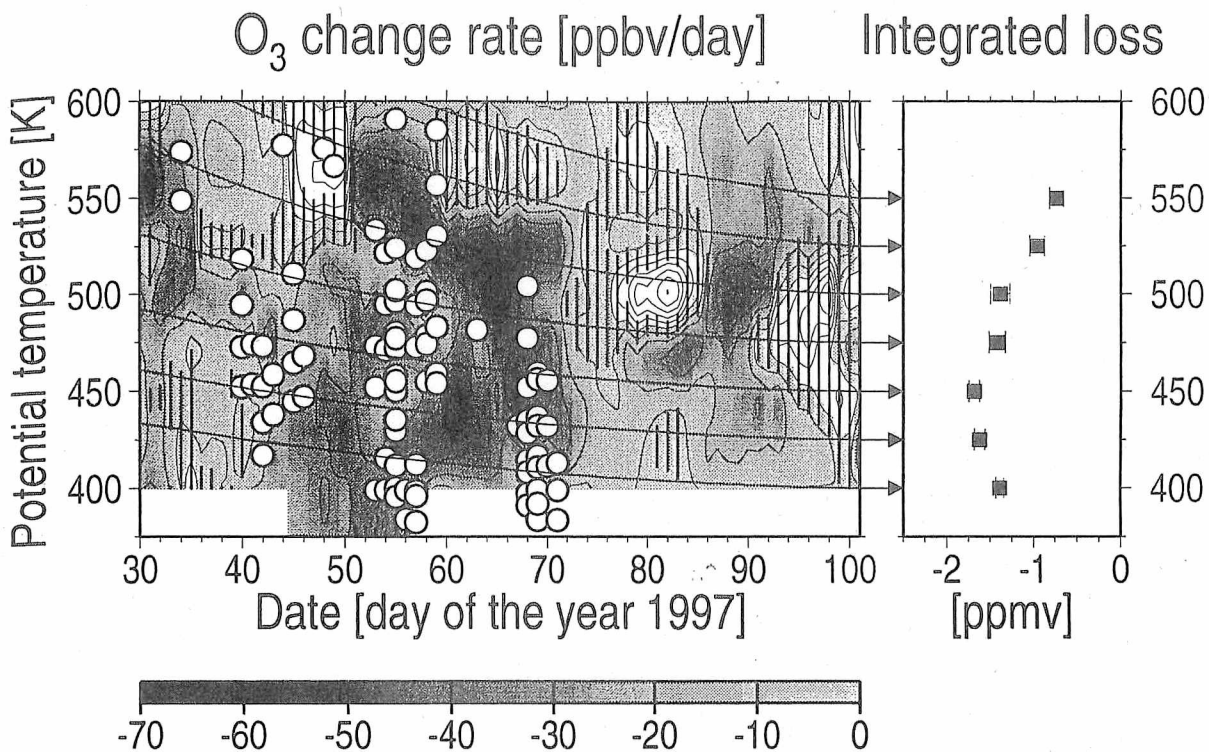 O3 change rate [ppbv/day] Integrated loss
Potential temperature [K]
600
550
500
450
400
600
550
500
450
400
30 40 50 60 70 80 90 100
-2 -1 0
Date [day of the year 1997] [ppmv]
-70 -60 -50 -40 -30 -20 -10 0